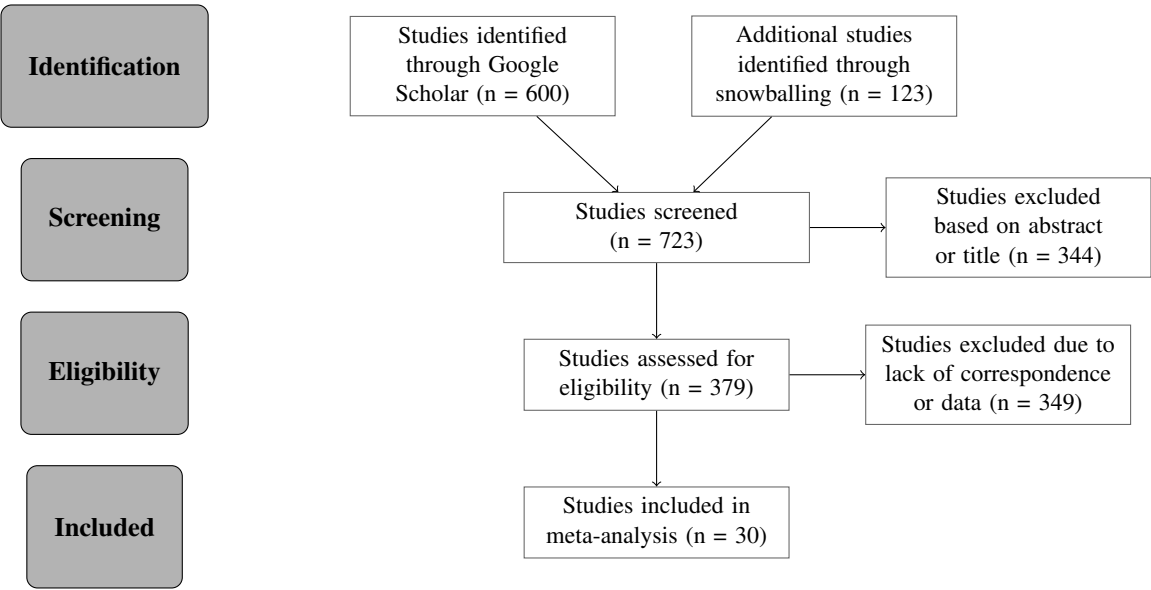 Identification
Studies identified
through Google
Scholar (n = 600)
Additional studies
identified through
snowballing (n = 123)
Screening
Studies screened
(n = 723)
Studies excluded
based on abstract
or title (n = 344)
Eligibility
Studies assessed for
eligibility (n = 379)
Studies excluded due to
lack of correspondence
or data (n = 349)
Included
Studies included in
meta-analysis (n = 30)